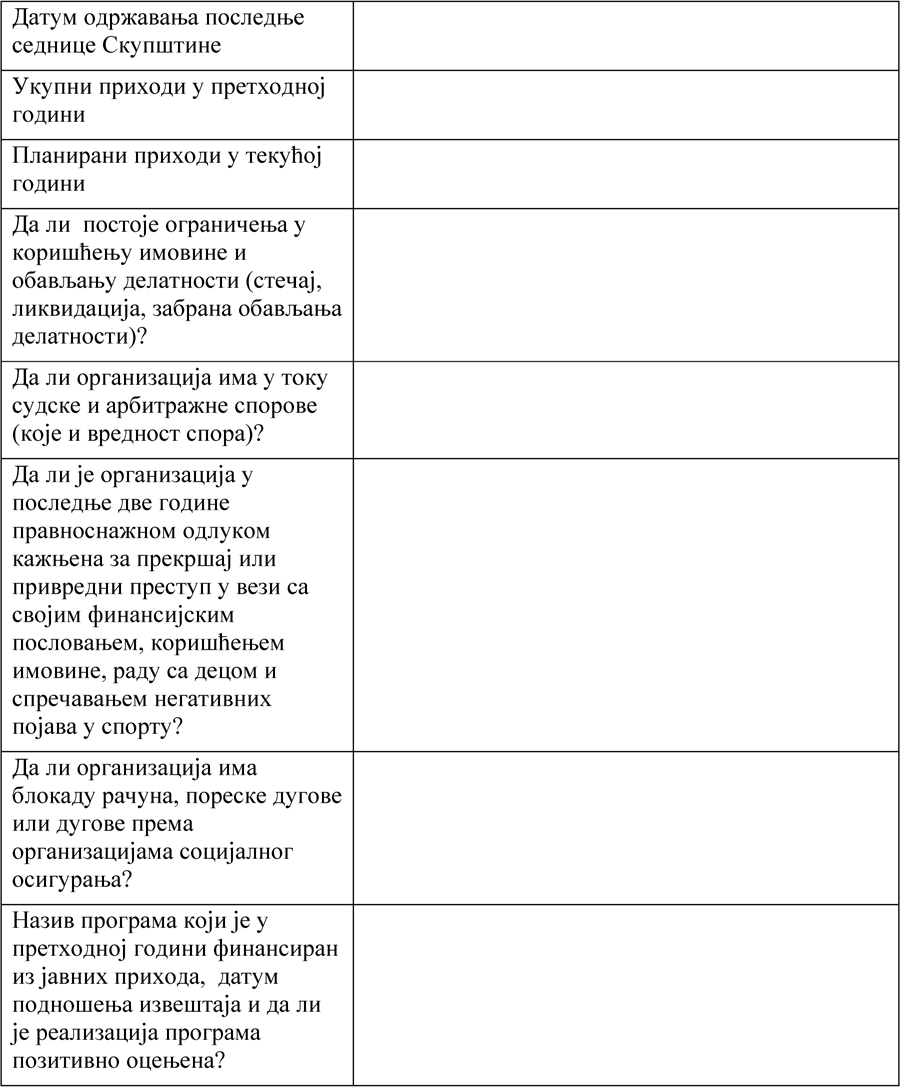 Датум одржавања последње
седнице Скупштине
Укупни приходи у претходној
години
Планирани приходи у текућој
години
Да ли  постоје ограничења у
коришћењу имовине и
обављању делатности (стечај,
ликвидација, забрана обављања
делатности)?
Да ли организација има у току
судске и арбитражне спорове
(које и вредност спора)?
Да ли је организација у
последње две године
правноснажном одлуком
кажњена за прекршај или
привредни преступ у вези са
својим финансијским
пословањем, коришћењем
имовине, раду са децом и
спречавањем негативних
појава у спорту?
Да ли организација има
блокаду рачуна, пореске дугове
или дугове према
организацијама социјалног
осигурања?
Назив програма који је у
претходној години финансиран
из јавних прихода,  датум
подношења извештаја и да ли
је реализација програма
позитивно оцењена?